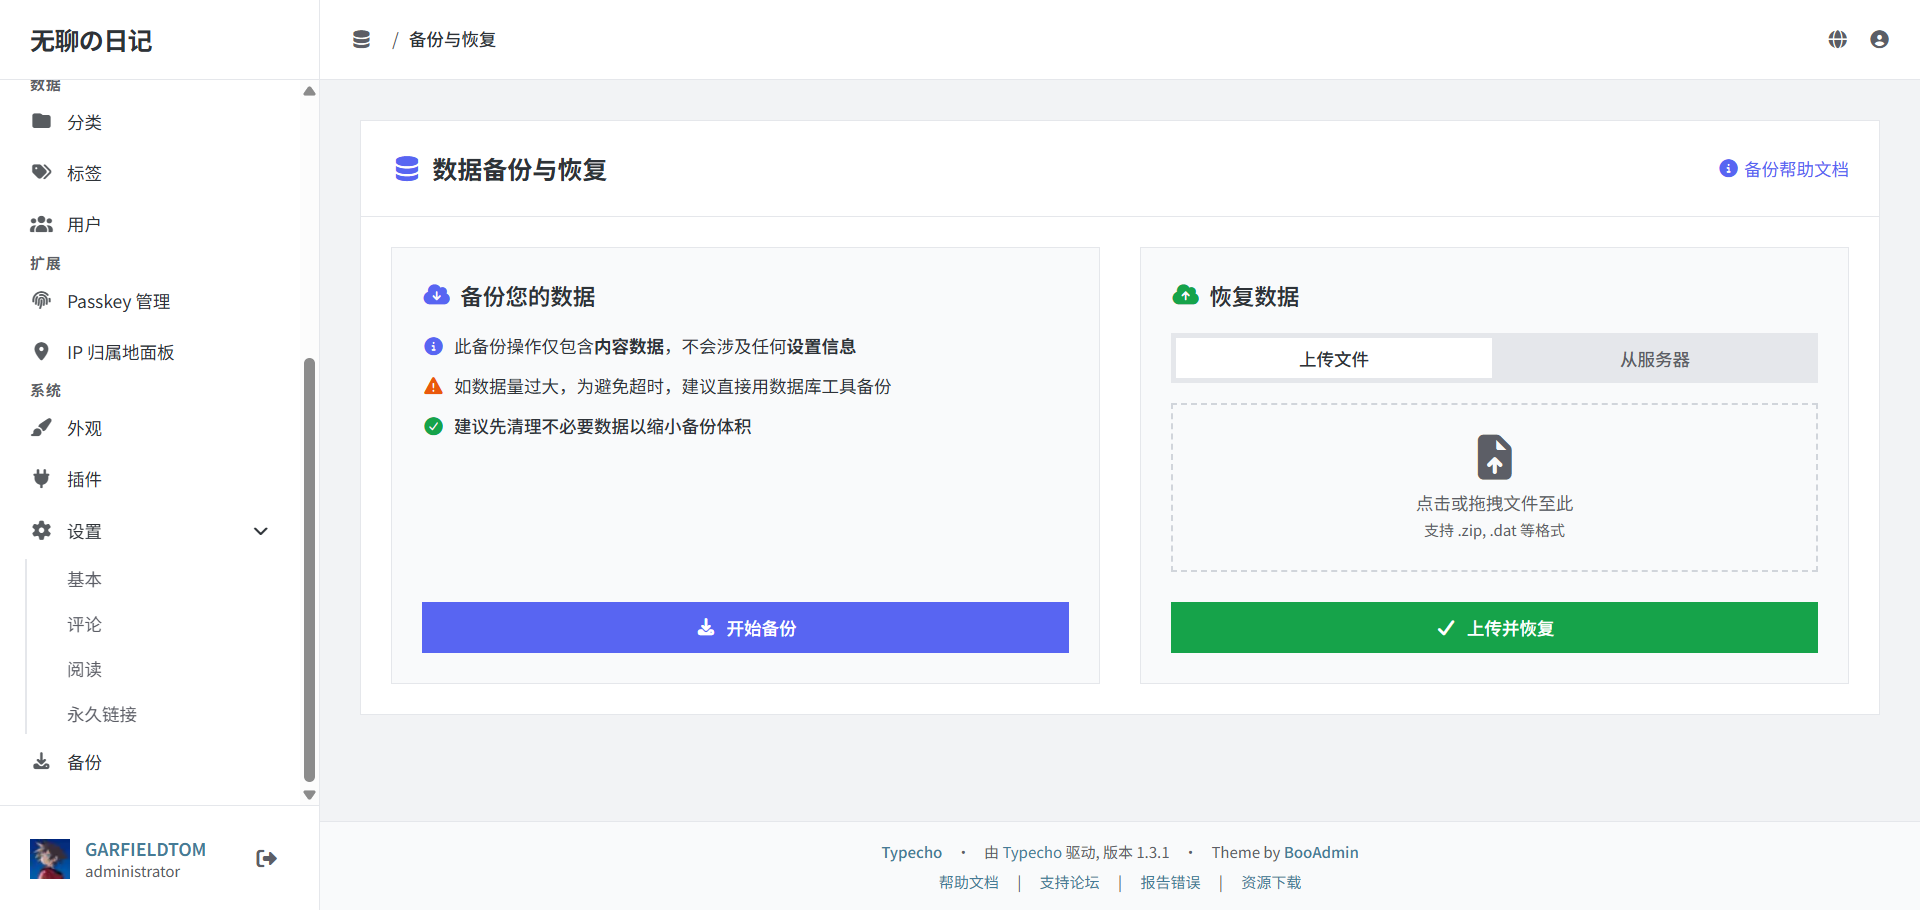 无聊の日记
数据
分类
标签
用户
扩展
Passkey 管理
IP 归属地面板
系统
外观
插件
设置
基本
评论
阅读
永久链接
备份
GARFIELDTOM
administrator
/ 备份与恢复
数据备份与恢复
备份帮助文档
备份您的数据
此备份操作仅包含内容数据，不会涉及任何设置信息
如数据量过大，为避免超时，建议直接用数据库工具备份
建议先清理不必要数据以缩小备份体积
开始备份
恢复数据
上传文件 从服务器
点击或拖拽文件至此
支持 .zip, .dat 等格式
上传并恢复
Typecho • 由 Typecho 驱动, 版本 1.3.1 • Theme by BooAdmin
帮助文档 | 支持论坛 | 报告错误 | 资源下载